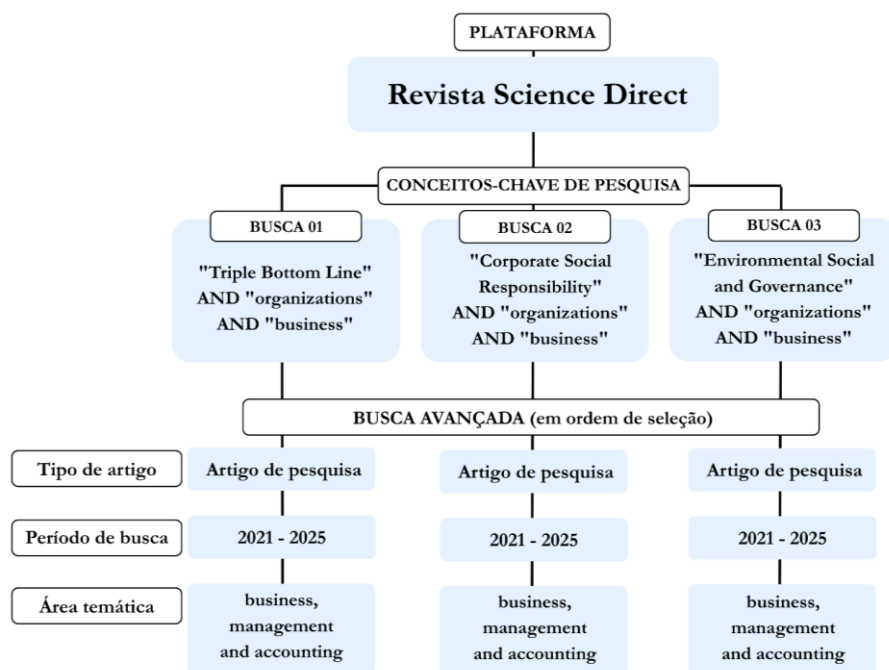 PLATAFORMA
Revista Science Direct
CONCEITOS-CHAVE DE PESQUISA
BUSCA 01
"Triple Bottom Line"
AND "organizations"
AND "business"
BUSCA 02
"Corporate Social
Responsibility"
AND "organizations"
AND "business"
BUSCA 03
"Environmental Social
and Governance"
AND "organizations"
AND "business"
BUSCA AVANÇADA (em ordem de seleção)
Tipo de artigo
Artigo de pesquisa
Artigo de pesquisa
Artigo de pesquisa
Período de busca
2021 - 2025
2021 - 2025
2021 - 2025
Área temática
business,
management
and accounting
business,
management
and accounting
business,
management
and accounting